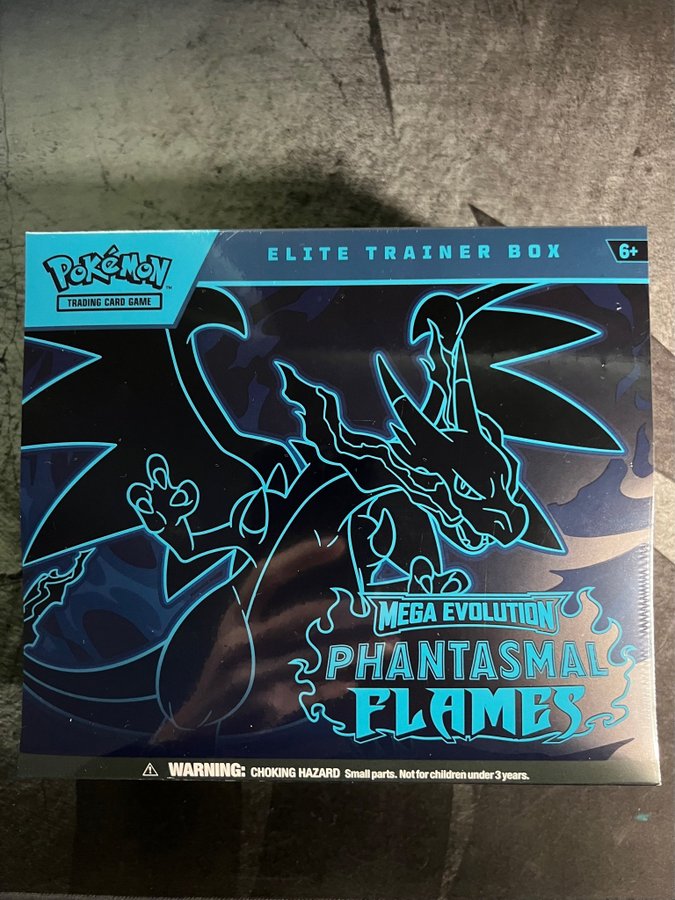 POKéMON
TRADING CARD GAME
ELITE TRAINER BOX
6+
MEGA EVOLUTION
PHANTASMAL
FLAMES
WARNING: CHOKING HAZARD Small parts. Not for children under 3 years.